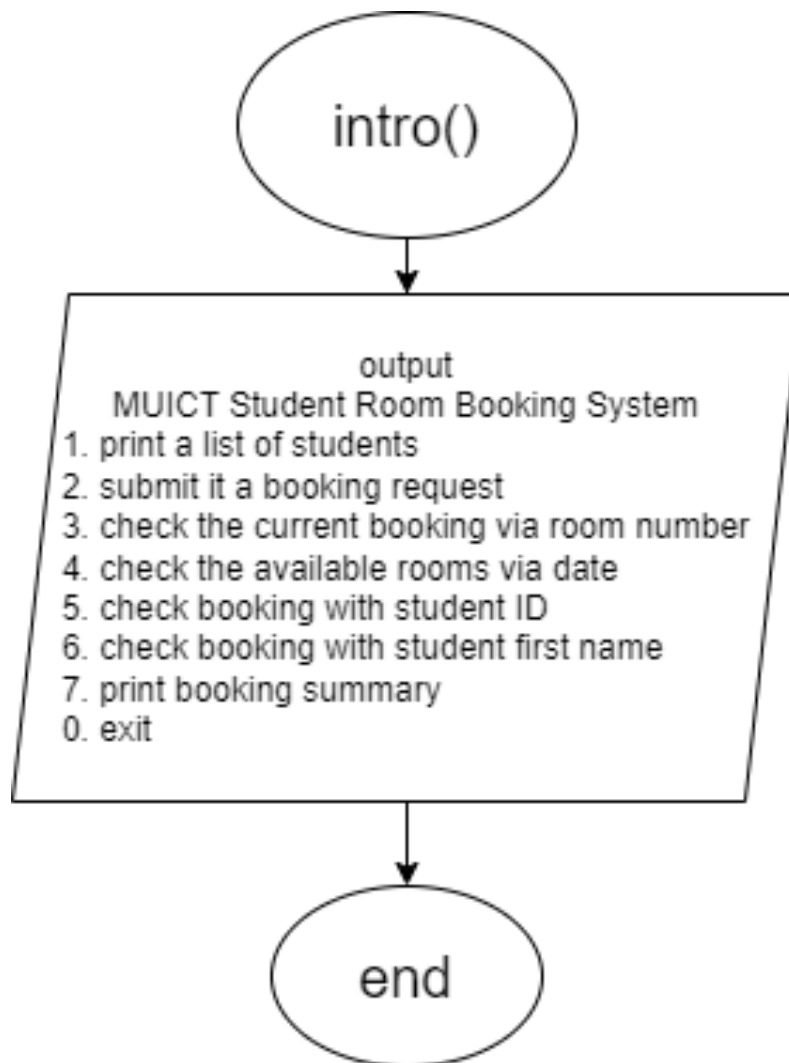 intro()
output
MUICT Student Room Booking System
1. print a list of students
2. submit it a booking request
3. check the current booking via room number
4. check the available rooms via date
5. check booking with student ID
6. check booking with student first name
7. print booking summary
0. exit
end